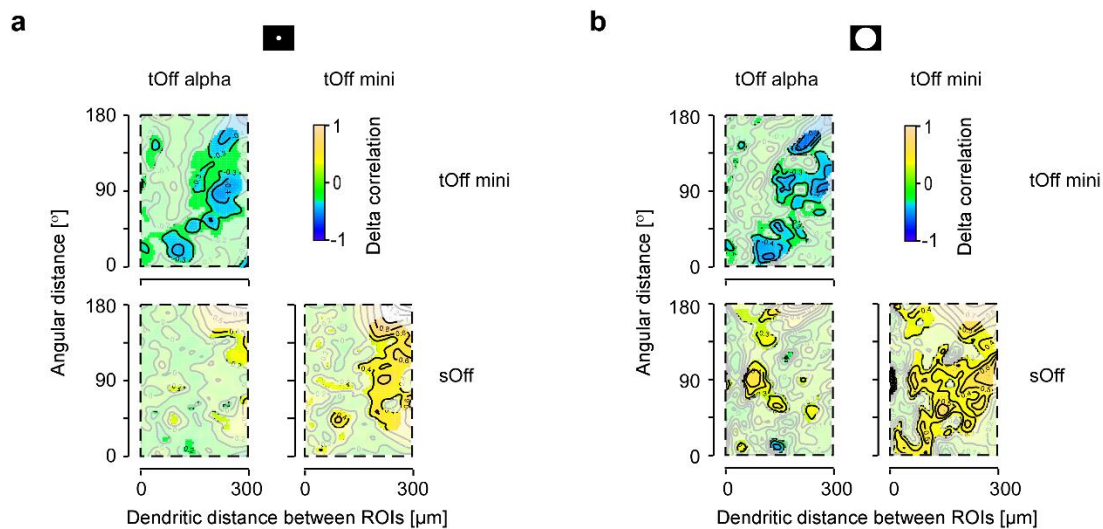 a
b
tOff alpha
tOff mini
tOff alpha
tOff mini
180
90
0
1
0
-1
Delta correlation
tOff mini
180
90
0
1
0
-1
Delta correlation
tOff mini
Angular distance [°]
Angular distance [°]
180
90
0
sOff
180
90
0
sOff
0
300
0
300
0
300
0
300
Dendritic distance between ROIs [µm]
Dendritic distance between ROIs [µm]